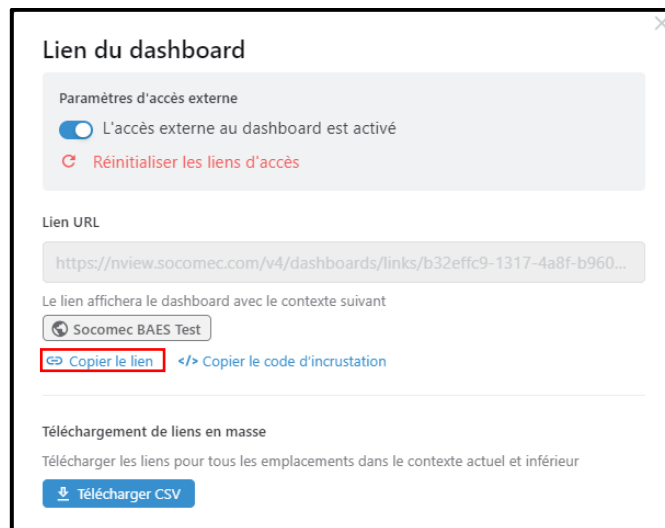 Lien du dashboard
Paramètres d'accès externe
L'accès externe au dashboard est activé
Réinitialiser les liens d'accès
Lien URL
https://nview.socomec.com/v4/dashboards/links/b32effc9-1317-4a8f-b960...
Le lien affichera le dashboard avec le contexte suivant
Socomec BAES Test
Copier le lien </> Copier le code d'incrustation
Téléchargement de liens en masse
Télécharger les liens pour tous les emplacements dans le contexte actuel et inférieur
Télécharger CSV